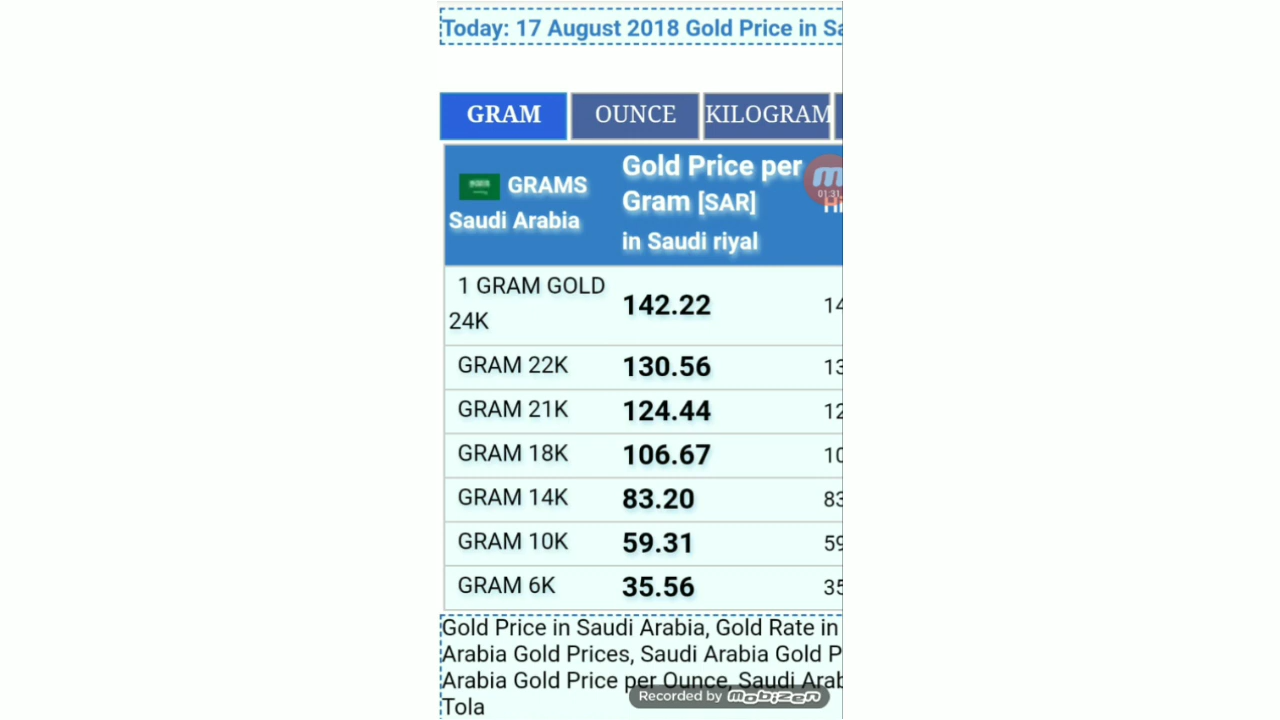 Today: 17 August 2018 Gold Price in Sa
GRAM OUNCE KILOGRAM
GRAMS
Saudi Arabia
Gold Price per
Gram [SAR]
in Saudi riyal
01:31
1 GRAM GOLD
24K
142.22
GRAM 22K 130.56
GRAM 21K 124.44
GRAM 18K 106.67
GRAM 14K 83.20
GRAM 10K 59.31
GRAM 6K 35.56
Gold Price in Saudi Arabia, Gold Rate in
Arabia Gold Prices, Saudi Arabia Gold P
Arabia Gold Price per Ounce, Saudi Arab
Tola
Recorded by mobizen